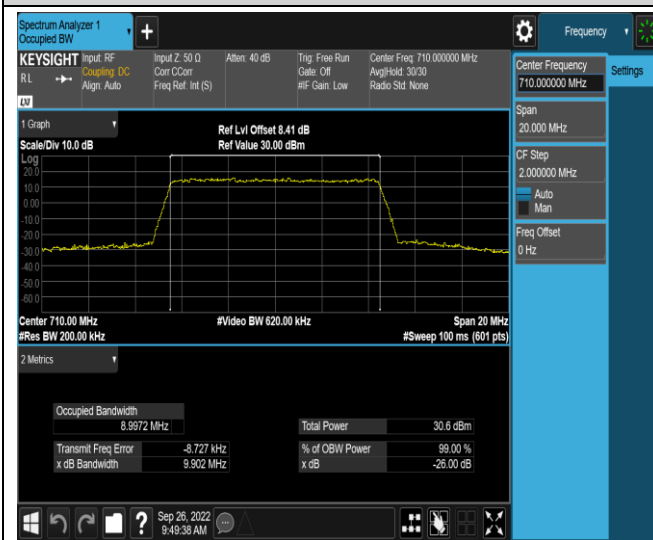 Spectrum Analyzer 1
Occupied BW
+
Frequency
KEYSIGHT
RL
LXI
Input: RF
Coupling: DC
Align: Auto
Input Z: 50 Ω
Corr CCorr
Freq Ref: Int (S)
Atten: 40 dB
Trig: Free Run
Gate: Off
#IF Gain: Low
Center Freq: 710.000000 MHz
Avg|Hold: 30/30
Radio Std: None
Center Frequency
710.000000 MHz
Settings
Span
20.000 MHz
CF Step
2.000000 MHz
Auto
Man
Freq Offset
0 Hz
1 Graph
Scale/Div 10.0 dB
Ref Lvl Offset 8.41 dB
Ref Value 30.00 dBm
Log
20.0
10.0
0.00
-10.0
-20.0
-30.0
-40.0
-50.0
-60.0
Center 710.00 MHz
#Video BW 620.00 kHz
Span 20 MHz
#Res BW 200.00 kHz
#Sweep 100 ms (601 pts)
2 Metrics
Occupied Bandwidth
8.9972 MHz
Total Power 30.6 dBm
Transmit Freq Error -8.727 kHz
% of OBW Power 99.00 %
x dB Bandwidth 9.902 MHz
x dB -26.00 dB
?
Sep 26, 2022
9:49:38 AM